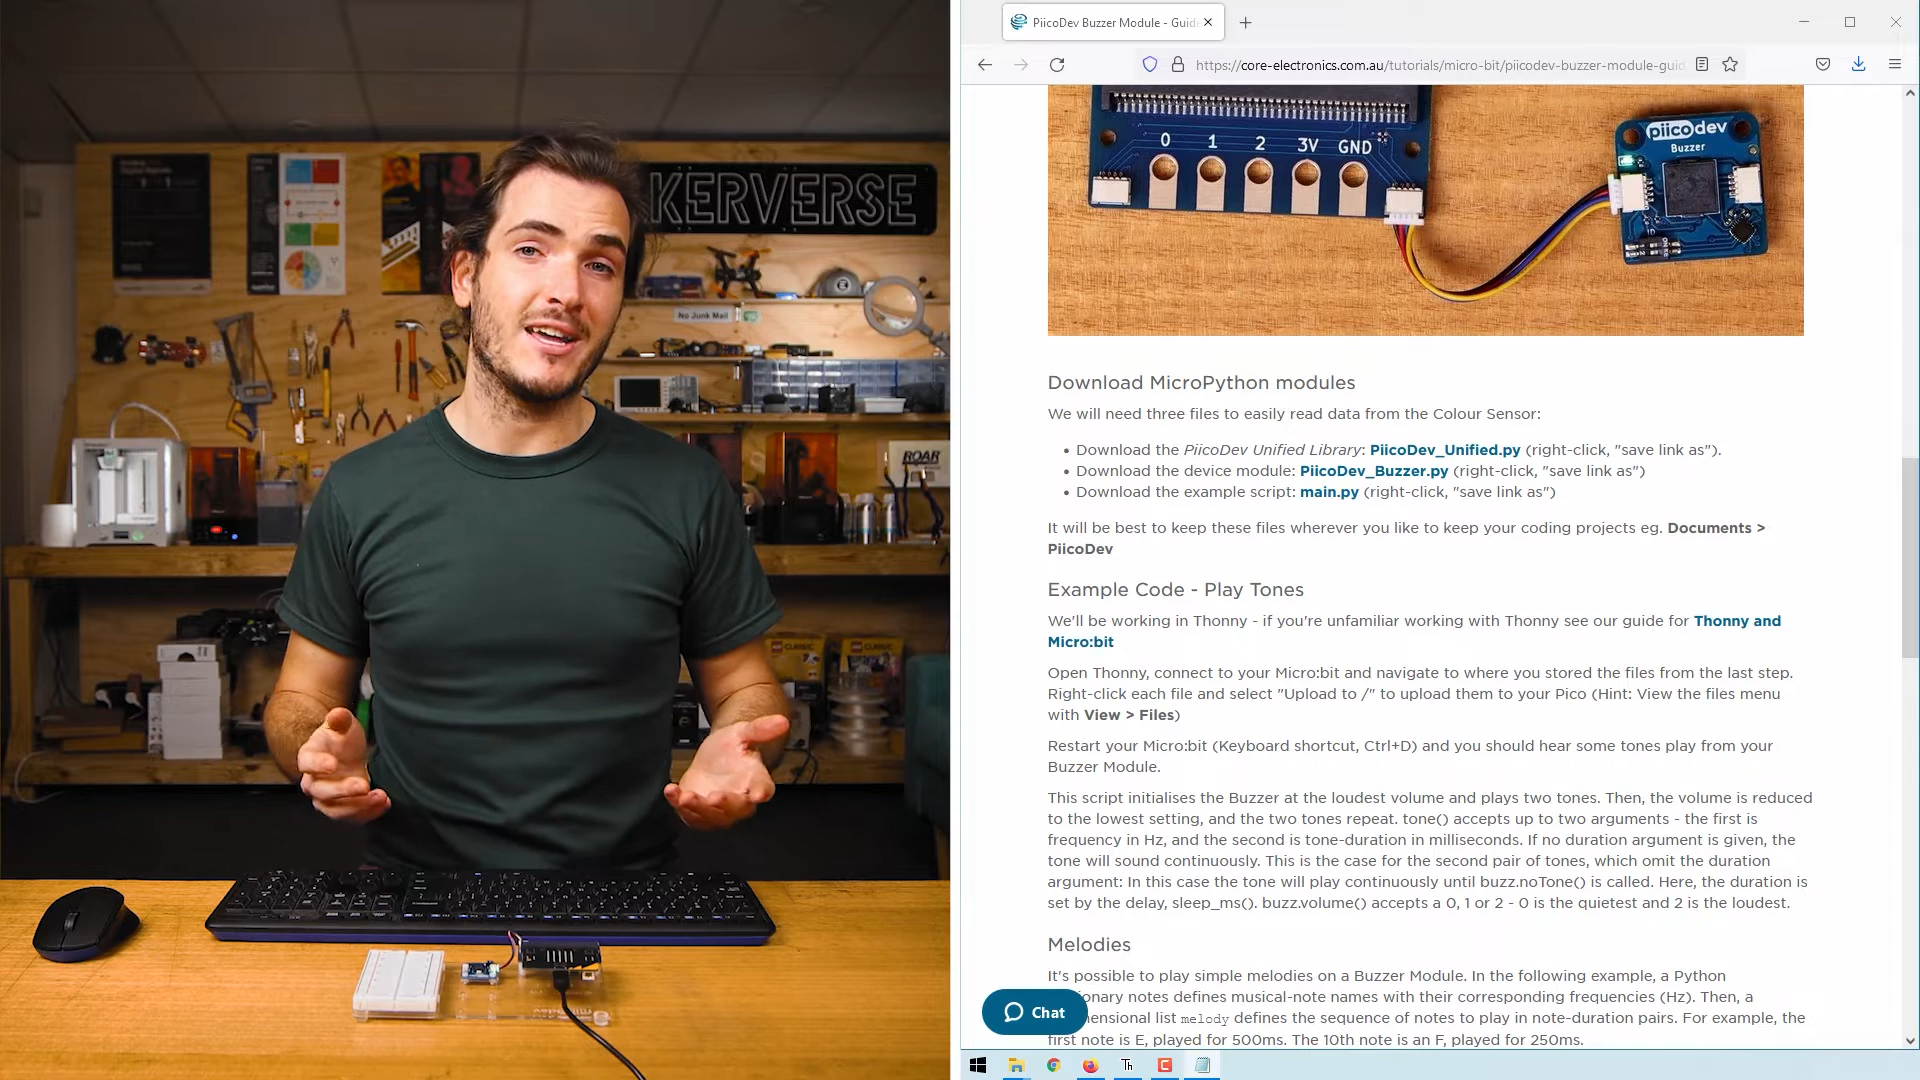 KERVERSE
No Junk Mail
ROAR
CLASSIC
CLASSIC
PiicoDev Buzzer Module - Guid
https://core-electronics.com.au/tutorials/micro-bit/piicodev-buzzer-module-guid
0 1 2 3V GND
piicodev
Buzzer
Download MicroPython modules
We will need three files to easily read data from the Colour Sensor:
• Download the PiicoDev Unified Library: PiicoDev_Unified.py (right-click, "save link as").
• Download the device module: PiicoDev_Buzzer.py (right-click, "save link as")
• Download the example script: main.py (right-click, "save link as")
It will be best to keep these files wherever you like to keep your coding projects eg. Documents >
PiicoDev
Example Code - Play Tones
We'll be working in Thonny - if you're unfamiliar working with Thonny see our guide for Thonny and
Micro:bit
Open Thonny, connect to your Micro:bit and navigate to where you stored the files from the last step.
Right-click each file and select "Upload to /" to upload them to your Pico (Hint: View the files menu
with View > Files)
Restart your Micro:bit (Keyboard shortcut, Ctrl+D) and you should hear some tones play from your
Buzzer Module.
This script initialises the Buzzer at the loudest volume and plays two tones. Then, the volume is reduced
to the lowest setting, and the two tones repeat. tone() accepts up to two arguments - the first is
frequency in Hz, and the second is tone-duration in milliseconds. If no duration argument is given, the
tone will sound continuously. This is the case for the second pair of tones, which omit the duration
argument: In this case the tone will play continuously until buzz.noTone() is called. Here, the duration is
set by the delay, sleep_ms(). buzz.volume() accepts a 0, 1 or 2 - 0 is the quietest and 2 is the loudest.
Melodies
It's possible to play simple melodies on a Buzzer Module. In the following example, a Python
ionary notes defines musical-note names with their corresponding frequencies (Hz). Then, a
mensional list melody defines the sequence of notes to play in note-duration pairs. For example, the
first note is E, played for 500ms. The 10th note is an F, played for 250ms.
Chat
Th